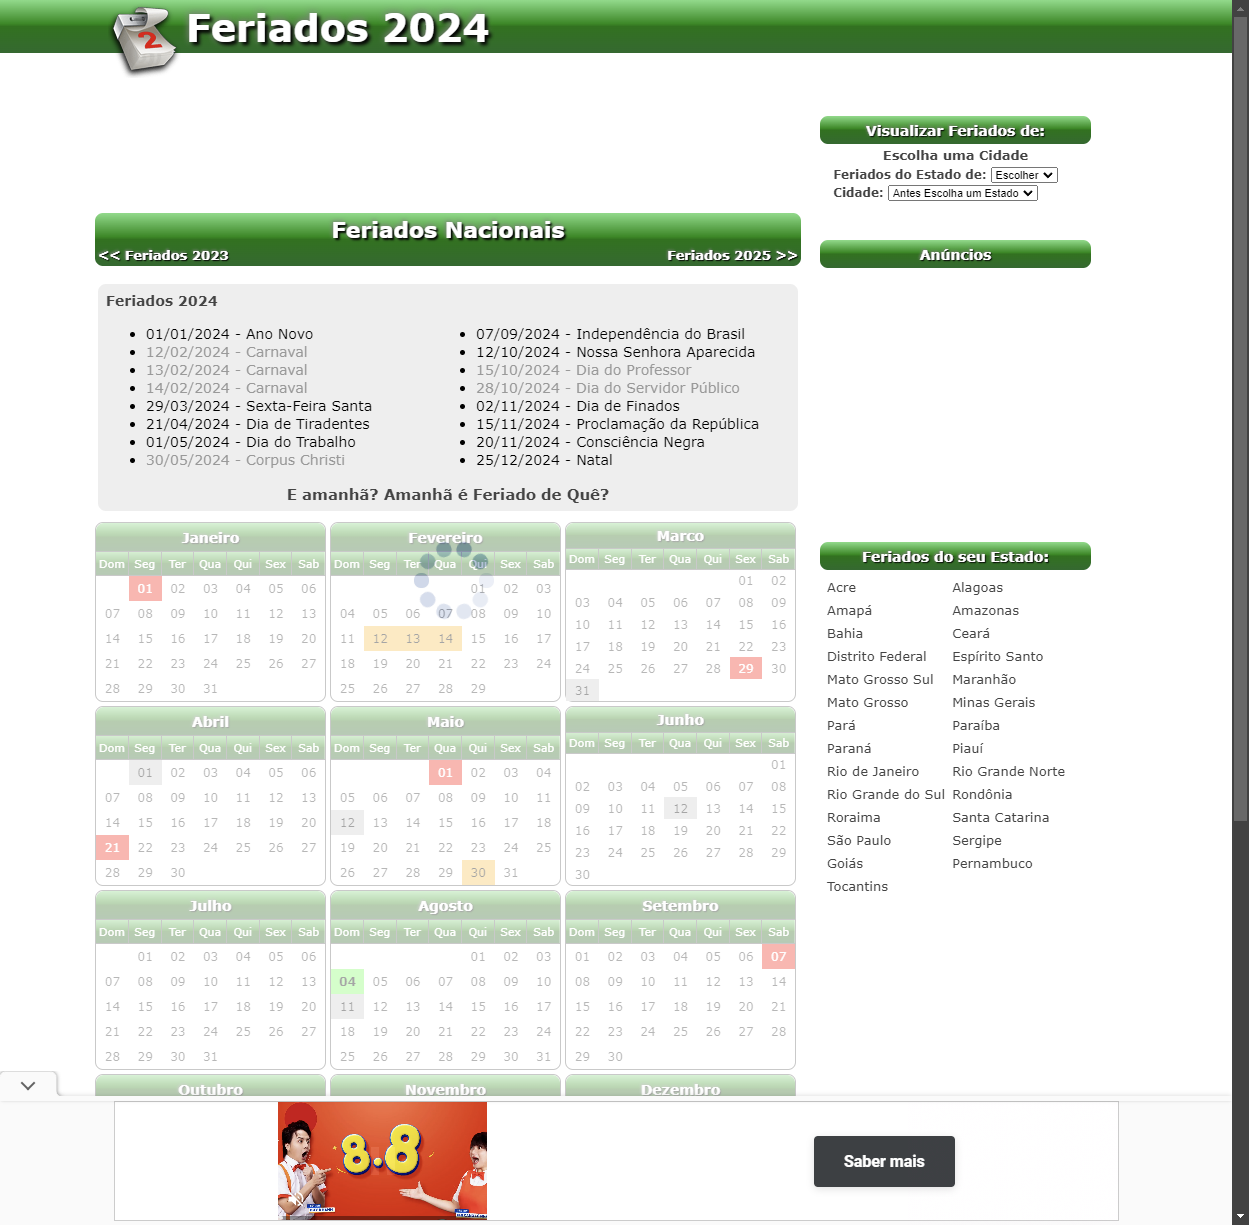 Feriados 2024
Visualizar Feriados de:
Escolha uma Cidade
Feriados do Estado de: Escolher
Cidade: Antes Escolha um Estado
Feriados Nacionais
<< Feriados 2023 Feriados 2025 >>
Anúncios
Feriados 2024
01/01/2024 - Ano Novo
12/02/2024 - Carnaval
13/02/2024 - Carnaval
14/02/2024 - Carnaval
29/03/2024 - Sexta-Feira Santa
21/04/2024 - Dia de Tiradentes
01/05/2024 - Dia do Trabalho
30/05/2024 - Corpus Christi
07/09/2024 - Independência do Brasil
12/10/2024 - Nossa Senhora Aparecida
15/10/2024 - Dia do Professor
28/10/2024 - Dia do Servidor Público
02/11/2024 - Dia de Finados
15/11/2024 - Proclamação da República
20/11/2024 - Consciência Negra
25/12/2024 - Natal
E amanhã? Amanhã é Feriado de Quê?
Janeiro
Dom Seg Ter Qua Qui Sex Sab
01 02 03 04 05 06
07 08 09 10 11 12 13
14 15 16 17 18 19 20
21 22 23 24 25 26 27
28 29 30 31
Fevereiro
Dom Seg Ter Qua Qui Sex Sab
01 02 03
04 05 06 07 08 09 10
11 12 13 14 15 16 17
18 19 20 21 22 23 24
25 26 27 28 29
Marco
Dom Seg Ter Qua Qui Sex Sab
01 02
03 04 05 06 07 08 09
10 11 12 13 14 15 16
17 18 19 20 21 22 23
24 25 26 27 28 29 30
31
Abril
Dom Seg Ter Qua Qui Sex Sab
01 02 03 04 05 06
07 08 09 10 11 12 13
14 15 16 17 18 19 20
21 22 23 24 25 26 27
28 29 30
Maio
Dom Seg Ter Qua Qui Sex Sab
01 02 03 04
05 06 07 08 09 10 11
12 13 14 15 16 17 18
19 20 21 22 23 24 25
26 27 28 29 30 31
Junho
Dom Seg Ter Qua Qui Sex Sab
01
02 03 04 05 06 07 08
09 10 11 12 13 14 15
16 17 18 19 20 21 22
23 24 25 26 27 28 29
30
Julho
Dom Seg Ter Qua Qui Sex Sab
01 02 03 04 05 06
07 08 09 10 11 12 13
14 15 16 17 18 19 20
21 22 23 24 25 26 27
28 29 30 31
Agosto
Dom Seg Ter Qua Qui Sex Sab
01 02 03
04 05 06 07 08 09 10
11 12 13 14 15 16 17
18 19 20 21 22 23 24
25 26 27 28 29 30 31
Setembro
Dom Seg Ter Qua Qui Sex Sab
01 02 03 04 05 06 07
08 09 10 11 12 13 14
15 16 17 18 19 20 21
22 23 24 25 26 27 28
29 30
Outubro
Novembro
Dezembro
Feriados do seu Estado:
Acre Alagoas
Amapá Amazonas
Bahia Ceará
Distrito Federal Espírito Santo
Mato Grosso Sul Maranhão
Mato Grosso Minas Gerais
Pará Paraíba
Paraná Piauí
Rio de Janeiro Rio Grande Norte
Rio Grande do Sul Rondônia
Roraima Santa Catarina
São Paulo Sergipe
Goiás Pernambuco
Tocantins
2
8.8
Saber mais